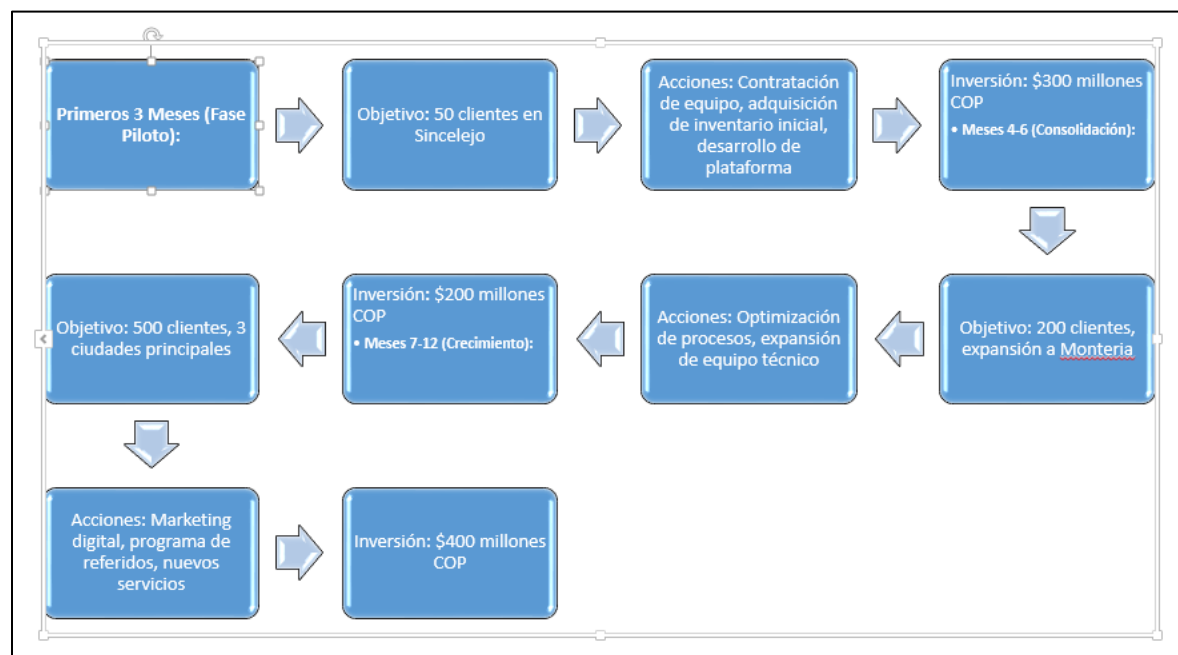 Primeros 3 Meses (Fase
Piloto):
Objetivo: 50 clientes en
Sincelejo
Acciones: Contratación
de equipo, adquisición
de inventario inicial,
desarrollo de
plataforma
Inversión: $300 millones
COP
• Meses 4-6 (Consolidación):
Objetivo: 200 clientes,
expansión a Monteria
Acciones: Optimización
de procesos, expansión
de equipo técnico
Inversión: $200 millones
COP
• Meses 7-12 (Crecimiento):
Objetivo: 500 clientes, 3
ciudades principales
Acciones: Marketing
digital, programa de
referidos, nuevos
servicios
Inversión: $400 millones
COP